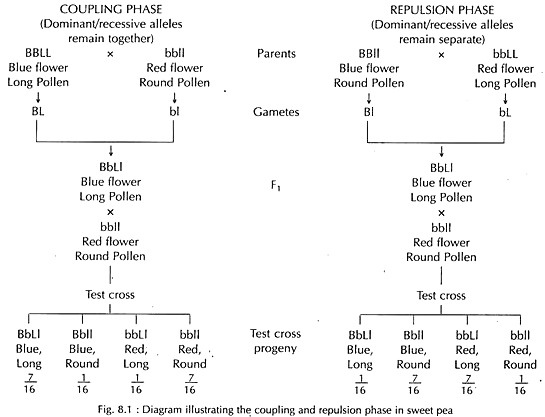 COUPLING PHASE
(Dominant/recessive alleles
remain together)
BBLL × bbll
Blue flower Red flower
Long Pollen Round Pollen
BL bl
BbLl
Blue flower
Long Pollen
×
bbll
Red flower
Round Pollen
Test cross
BbLl Bbll bbLl bbll
Blue, Blue, Red, Red,
Long Round Long Round
7/16 1/16 1/16 7/16
Parents
Gametes
F1
Test cross
progeny
REPULSION PHASE
(Dominant/recessive alleles
remain separate)
BBll × bbLL
Blue flower Red flower
Round Pollen Long Pollen
Bl bL
BbLl
Blue flower
Long Pollen
×
bbll
Red flower
Round Pollen
Test cross
BbLl Bbll bbLl bbll
Blue, Blue, Red, Red,
Long Round Long Round
1/16 7/16 7/16 1/16
Fig. 8.1 : Diagram illustrating the coupling and repulsion phase in sweet pea